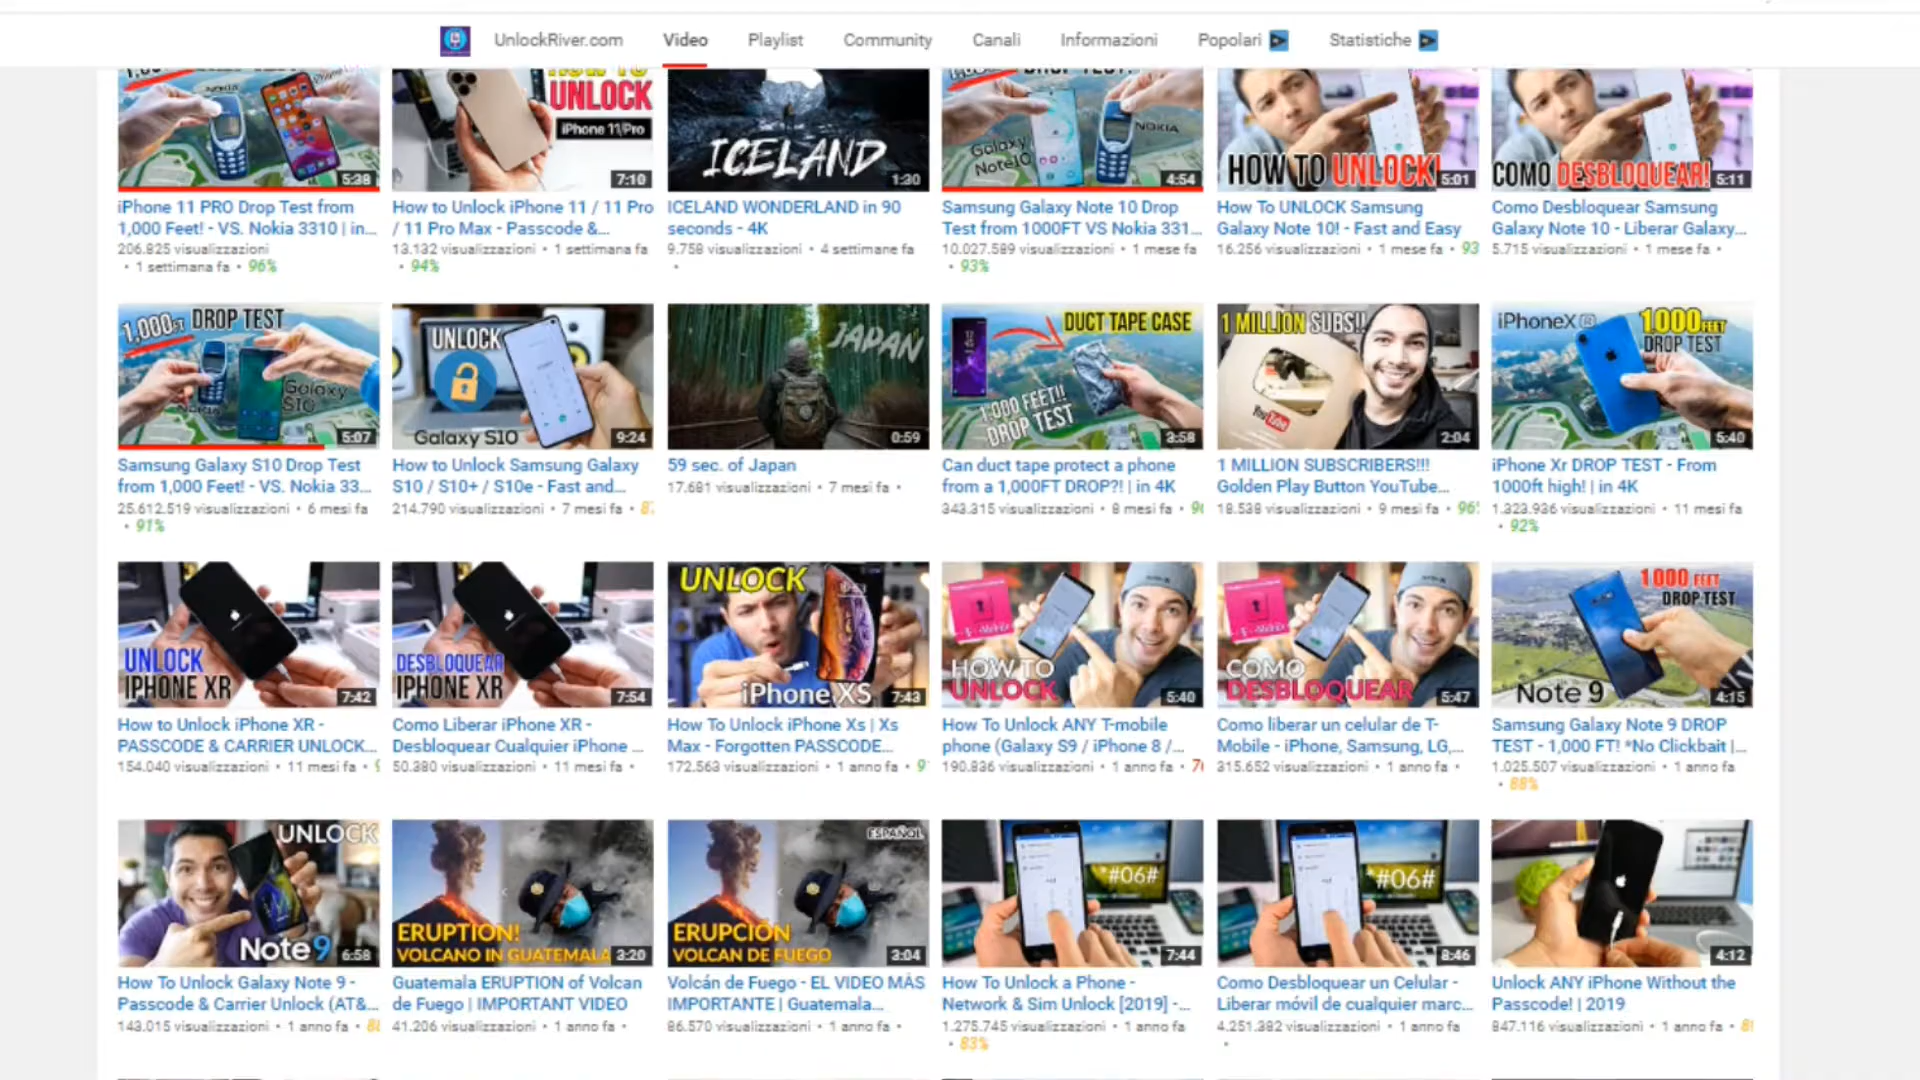 UnlockRiver.com Video Playlist Community Canali Informazioni Popolari Statistiche
HOW TO
UNLOCK
iPhone 11/Pro
NOKIA
5:38
7:10
ICELAND
1:30
Galaxy
Note10
NOKIA
4:54
HOW TO UNLOCK!
5:01
COMO DESBLOQUEAR!
5:11
iPhone 11 PRO Drop Test from
1,000 Feet! - VS. Nokia 3310 | in...
206.825 visualizzazioni
• 1 settimana fa • 96%
How to Unlock iPhone 11 / 11 Pro
/ 11 Pro Max - Passcode &...
13.132 visualizzazioni • 1 settimana fa
• 94%
ICELAND WONDERLAND in 90
seconds - 4K
9.758 visualizzazioni • 4 settimane fa
•
Samsung Galaxy Note 10 Drop
Test from 1000FT VS Nokia 331...
10.027.589 visualizzazioni • 1 mese fa
• 93%
How To UNLOCK Samsung
Galaxy Note 10! - Fast and Easy
16.256 visualizzazioni • 1 mese fa • 93
Como Desbloquear Samsung
Galaxy Note 10 - Liberar Galaxy...
5.715 visualizzazioni • 1 mese fa •
1,000FT DROP TEST
Galaxy
S10
5:07
UNLOCK
Galaxy S10
9:24
JAPAN
0:59
DUCT TAPE CASE
1,000 FEET!!
DROP TEST
3:58
1 MILLION SUBS!!
YouTube
2:04
iPhone XR
1000 FEET
DROP TEST
5:40
Samsung Galaxy S10 Drop Test
from 1,000 Feet! - VS. Nokia 33...
25.612.519 visualizzazioni • 6 mesi fa
• 91%
How to Unlock Samsung Galaxy
S10 / S10+ / S10e - Fast and...
214.790 visualizzazioni • 7 mesi fa • 8
59 sec. of Japan
17.681 visualizzazioni • 7 mesi fa •
Can duct tape protect a phone
from a 1,000FT DROP?! | in 4K
343.315 visualizzazioni • 8 mesi fa • 9
1 MILLION SUBSCRIBERS!!!
Golden Play Button YouTube...
18.538 visualizzazioni • 9 mesi fa • 96
iPhone Xr DROP TEST - From
1000ft high! | in 4K
1.323.936 visualizzazioni • 11 mesi fa
• 92%
UNLOCK
IPHONE XR
7:42
DESBLOQUEAR
IPHONE XR
7:54
UNLOCK
iPhone XS
7:43
HOW TO
UNLOCK
5:40
COMO
DESBLOQUEAR
5:47
1000 FEET
DROP TEST
Note 9
4:15
How to Unlock iPhone XR -
PASSCODE & CARRIER UNLOCK...
154.040 visualizzazioni • 11 mesi fa • 9
Como Liberar iPhone XR -
Desbloquear Cualquier iPhone ...
50.380 visualizzazioni • 11 mesi fa •
How To Unlock iPhone Xs | Xs
Max - Forgotten PASSCODE...
172.563 visualizzazioni • 1 anno fa • 9
How To Unlock ANY T-mobile
phone (Galaxy S9 / iPhone 8 /...
190.836 visualizzazioni • 1 anno fa • 7
Como liberar un celular de T-
Mobile - iPhone, Samsung, LG,...
315.652 visualizzazioni • 1 anno fa •
Samsung Galaxy Note 9 DROP
TEST - 1,000 FT! *No Clickbait |...
1.025.507 visualizzazioni • 1 anno fa
• 88%
UNLOCK
Note 9
6:58
ERUPTION!
VOLCANO IN GUATEMALA
3:20
ESPAÑOL
ERUPCIÓN
VOLCAN DE FUEGO
3:04
*#06#
7:44
*#06#
8:46
4:12
How To Unlock Galaxy Note 9 -
Passcode & Carrier Unlock (AT&...
143.015 visualizzazioni • 1 anno fa • 8
Guatemala ERUPTION of Volcan
de Fuego | IMPORTANT VIDEO
41.206 visualizzazioni • 1 anno fa •
Volcán de Fuego - EL VIDEO MÁS
IMPORTANTE | Guatemala...
86.570 visualizzazioni • 1 anno fa •
How To Unlock a Phone -
Network & Sim Unlock [2019] -...
1.275.745 visualizzazioni • 1 anno fa
• 83%
Como Desbloquear un Celular -
Liberar móvil de cualquier marc...
4.251.382 visualizzazioni • 1 anno fa
•
Unlock ANY iPhone Without the
Passcode! | 2019
847.116 visualizzazioni • 1 anno fa • 8